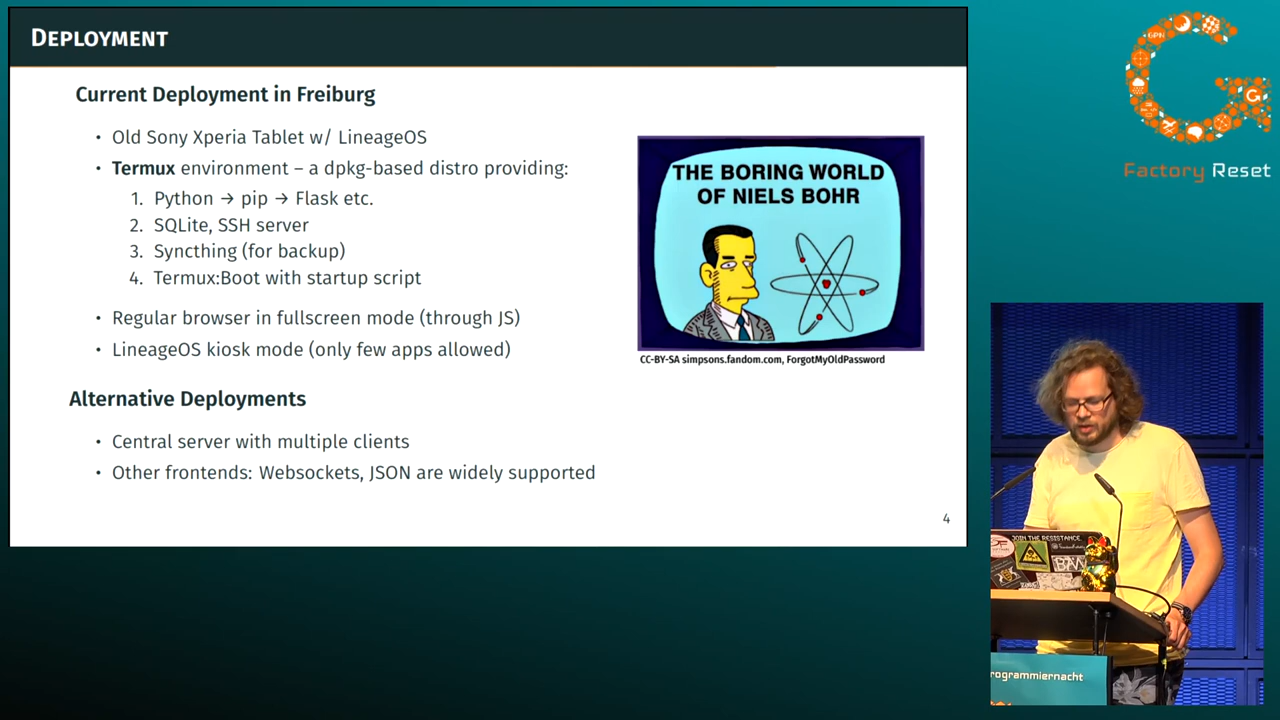 DEPLOYMENT
Current Deployment in Freiburg
• Old Sony Xperia Tablet w/ LineageOS
• Termux environment – a dpkg-based distro providing:
1. Python → pip → Flask etc.
2. SQLite, SSH server
3. Syncthing (for backup)
4. Termux:Boot with startup script
• Regular browser in fullscreen mode (through JS)
• LineageOS kiosk mode (only few apps allowed)
THE BORING WORLD
OF NIELS BOHR
CC-BY-SA simpsons.fandom.com, ForgotMyOldPassword
Alternative Deployments
• Central server with multiple clients
• Other frontends: Websockets, JSON are widely supported
4
GPN
Factory Reset
JOIN THE RESISTANCE
rogrammiernacht